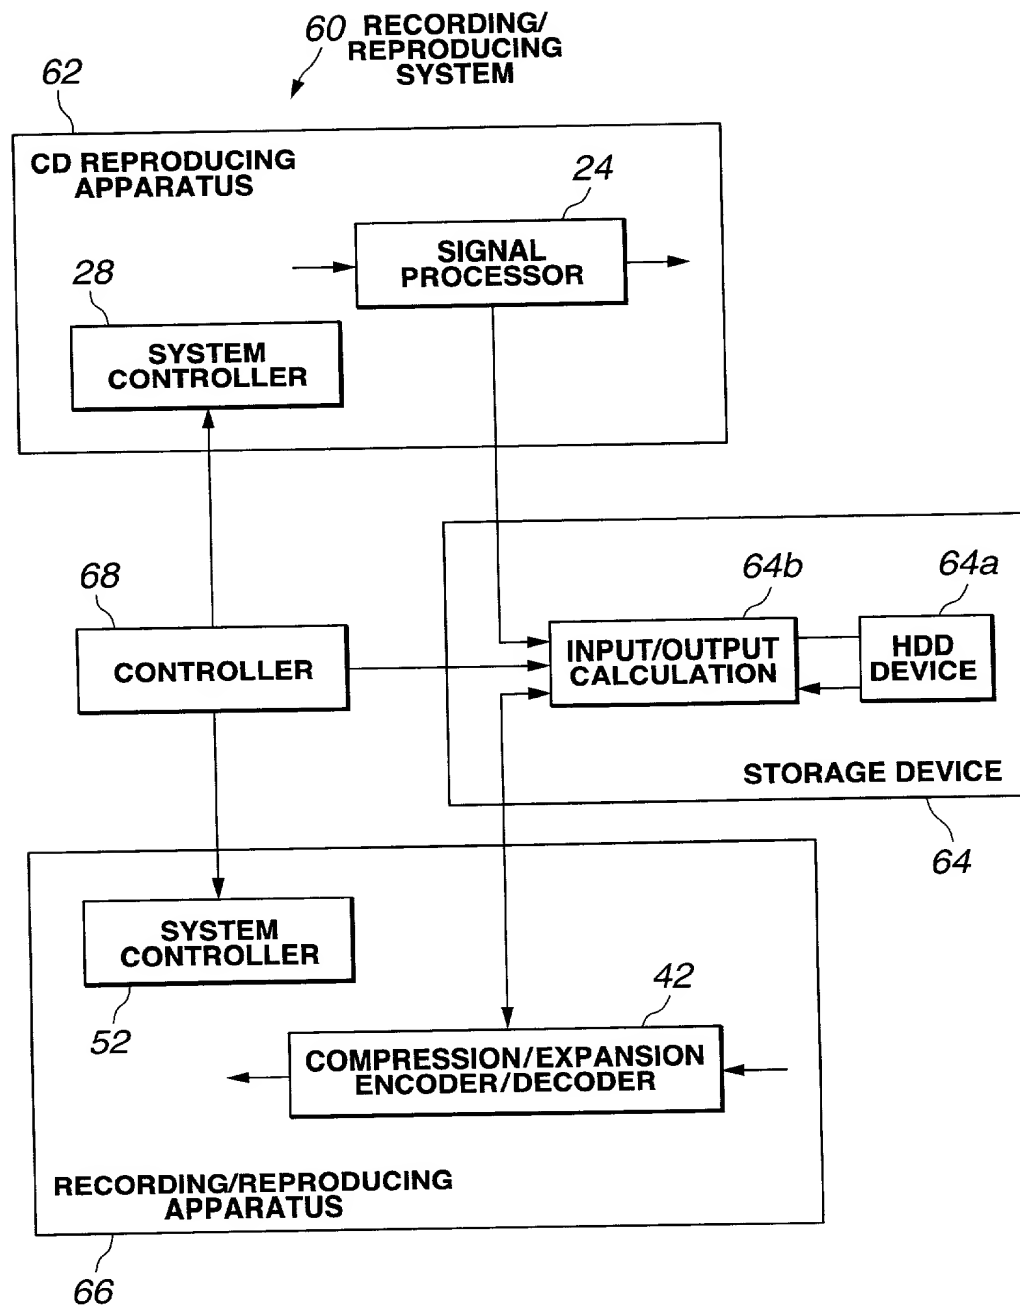 60 RECORDING/
REPRODUCING
SYSTEM
62
CD REPRODUCING
APPARATUS
24
SIGNAL
PROCESSOR
28
SYSTEM
CONTROLLER
68
CONTROLLER
64b
INPUT/OUTPUT
CALCULATION
64a
HDD
DEVICE
STORAGE DEVICE
64
SYSTEM
CONTROLLER
52
42
COMPRESSION/EXPANSION
ENCODER/DECODER
RECORDING/REPRODUCING
APPARATUS
66